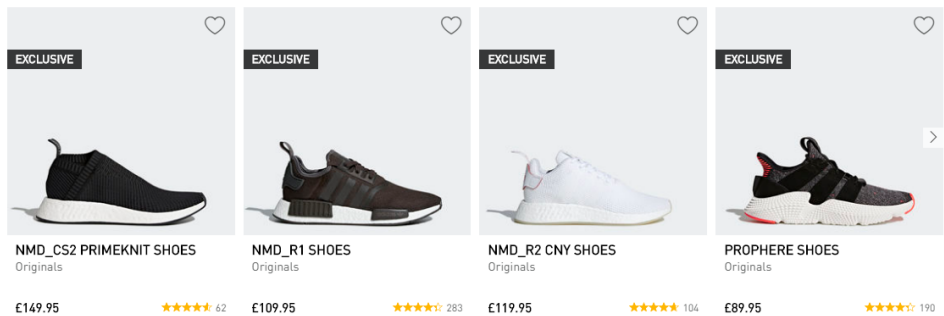 EXCLUSIVE
NMD_CS2 PRIMEKNIT SHOES
Originals
£149.95 62
EXCLUSIVE
NMD_R1 SHOES
Originals
£109.95 283
EXCLUSIVE
NMD_R2 CNY SHOES
Originals
£119.95 104
EXCLUSIVE
PROPHERE SHOES
Originals
£89.95 190